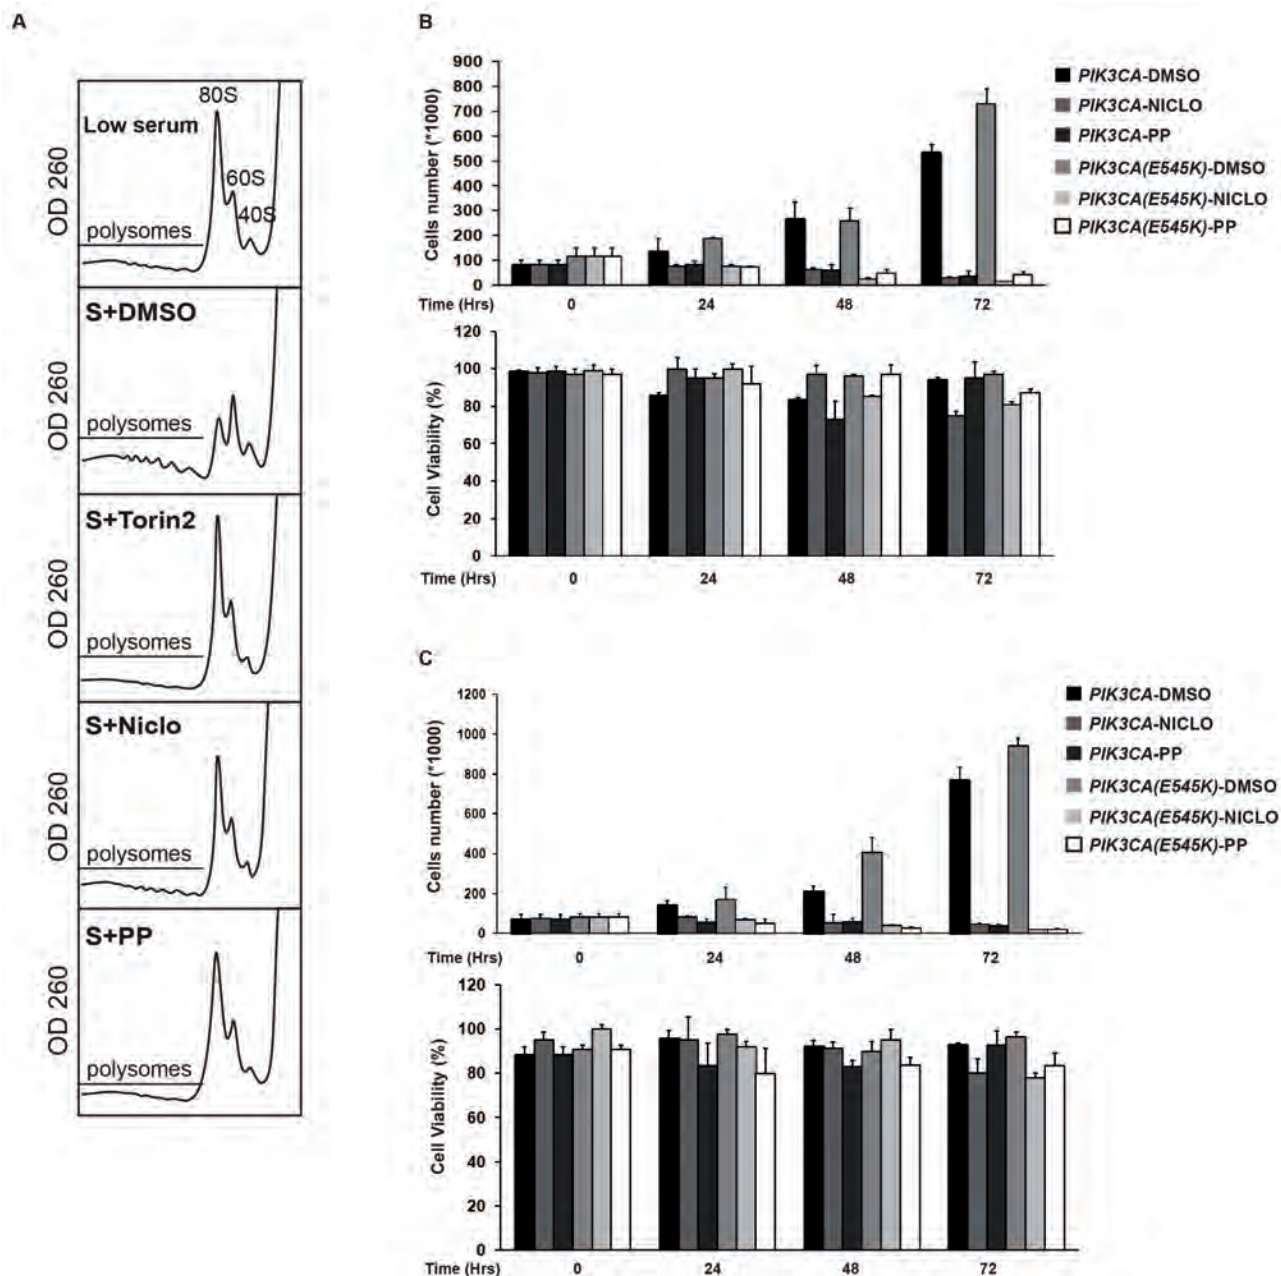 A
OD 260
80S
Low serum
60S
40S
polysomes
OD 260
S+DMSO
polysomes
OD 260
S+Torin2
polysomes
OD 260
S+Niclo
polysomes
OD 260
S+PP
polysomes
B
Cells number (*1000)
900
800
700
600
500
400
300
200
100
0
Time (Hrs) 0 24 48 72
PIK3CA-DMSO
PIK3CA-NICLO
PIK3CA-PP
PIK3CA(E545K)-DMSO
PIK3CA(E545K)-NICLO
PIK3CA(E545K)-PP
Cell Viability (%)
120
100
80
60
40
20
0
Time (Hrs) 0 24 48 72
C
Cells number (*1000)
1200
1000
800
600
400
200
0
Time (Hrs) 0 24 48 72
PIK3CA-DMSO
PIK3CA-NICLO
PIK3CA-PP
PIK3CA(E545K)-DMSO
PIK3CA(E545K)-NICLO
PIK3CA(E545K)-PP
Cell Viability (%)
120
100
80
60
40
20
0
Time (Hrs) 0 24 48 72